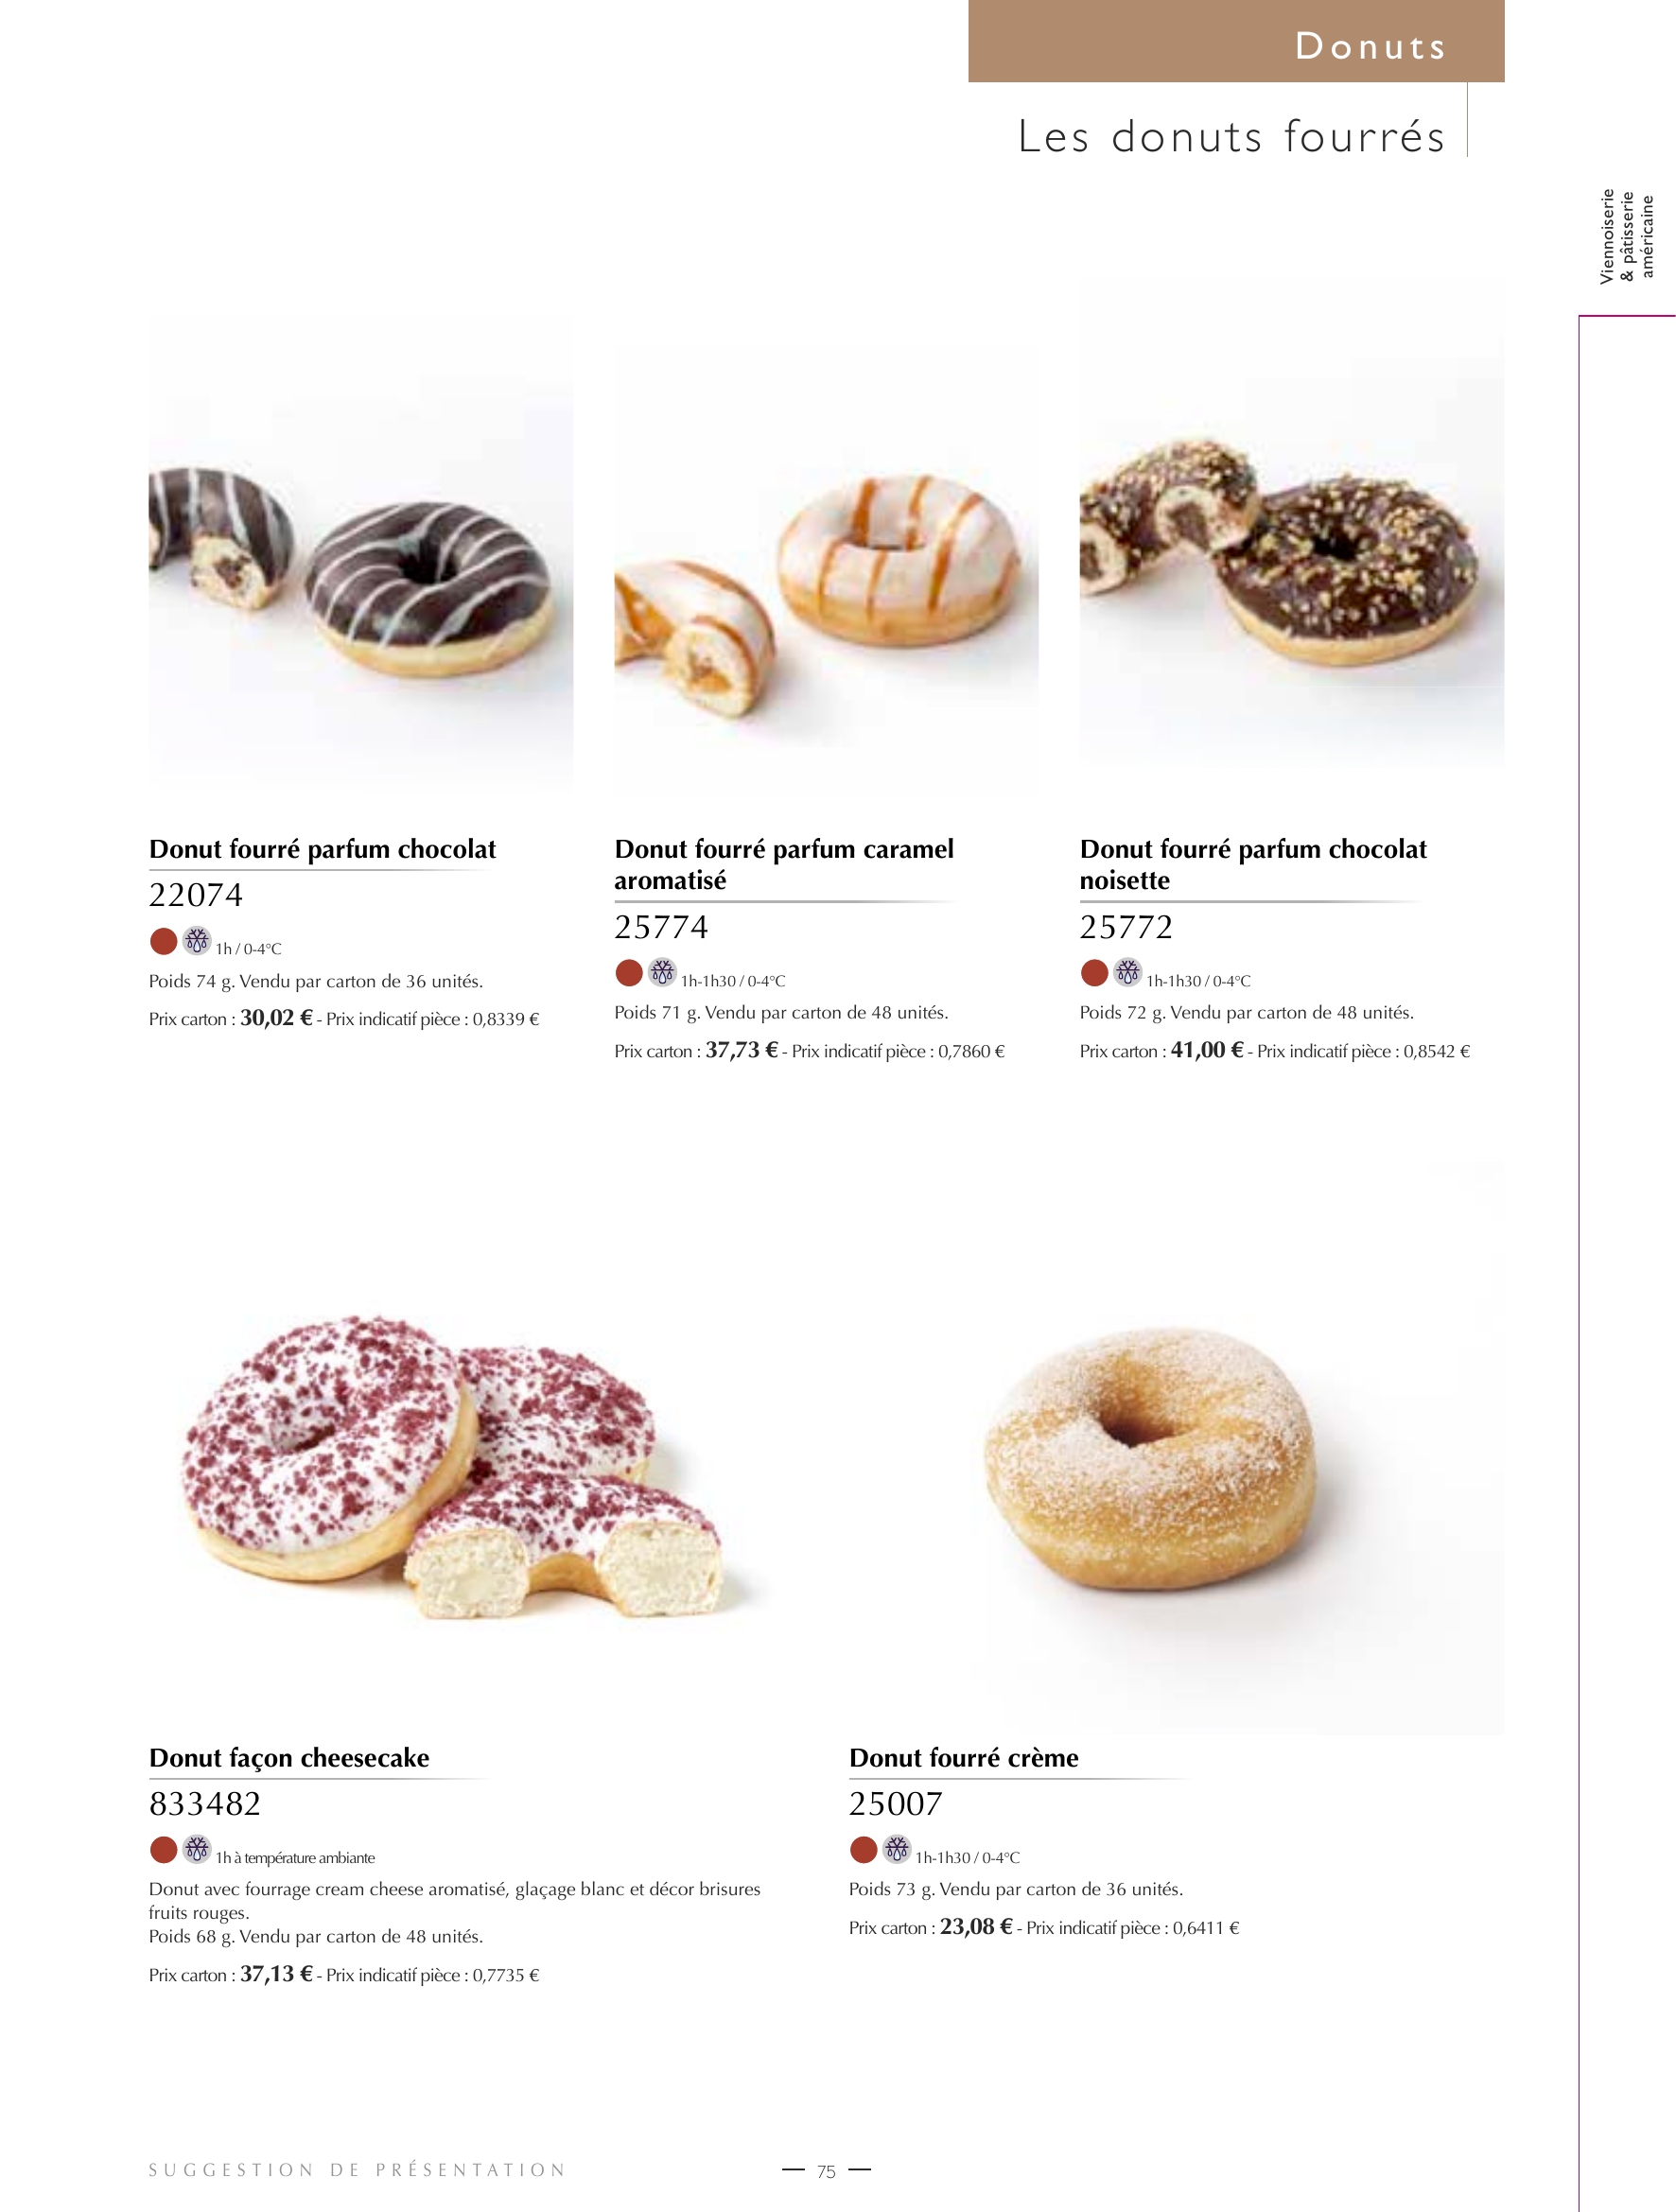 Donuts
Les donuts fourrés
Viennoiserie
& pâtisserie
américaine
Donut fourré parfum chocolat
22074
1h / 0-4°C
Poids 74 g. Vendu par carton de 36 unités.
Prix carton : 30,02 € - Prix indicatif pièce : 0,8339 €
Donut fourré parfum caramel
aromatisé
25774
1h-1h30 / 0-4°C
Poids 71 g. Vendu par carton de 48 unités.
Prix carton : 37,73 € - Prix indicatif pièce : 0,7860 €
Donut fourré parfum chocolat
noisette
25772
1h-1h30 / 0-4°C
Poids 72 g. Vendu par carton de 48 unités.
Prix carton : 41,00 € - Prix indicatif pièce : 0,8542 €
Donut façon cheesecake
833482
1h à température ambiante
Donut avec fourrage cream cheese aromatisé, glaçage blanc et décor brisures
fruits rouges.
Poids 68 g. Vendu par carton de 48 unités.
Prix carton : 37,13 € - Prix indicatif pièce : 0,7735 €
Donut fourré crème
25007
1h-1h30 / 0-4°C
Poids 73 g. Vendu par carton de 36 unités.
Prix carton : 23,08 € - Prix indicatif pièce : 0,6411 €
SUGGESTION DE PRÉSENTATION
— 75 —